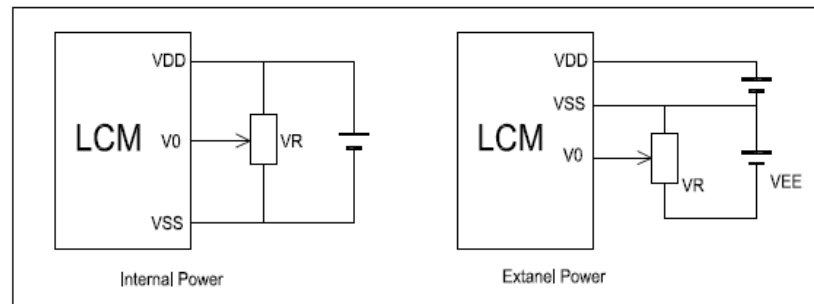 VDD
LCM
V0
VR
VSS
Internal Power
VDD
VSS
LCM
V0
VR
VEE
Extanel Power